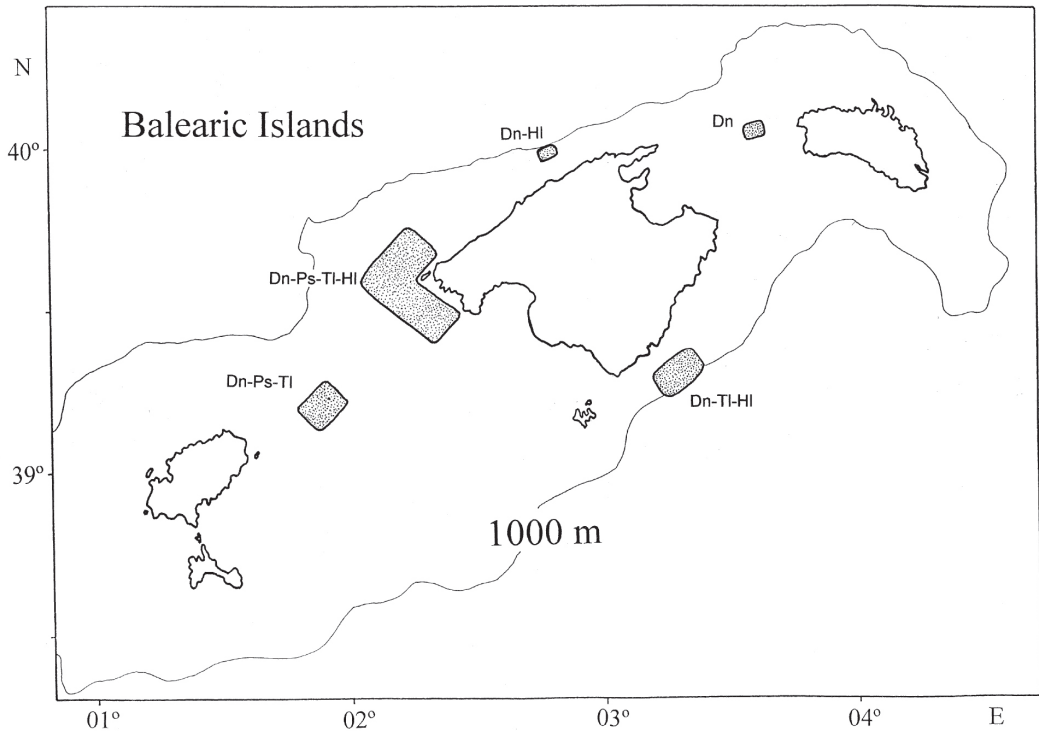 N
Balearic Islands
Dn-Hl
Dn
40º
Dn-Ps-Tl-Hl
Dn-Ps-Tl
Dn-Tl-Hl
39º
1000 m
01º
02º
03º
04º
E